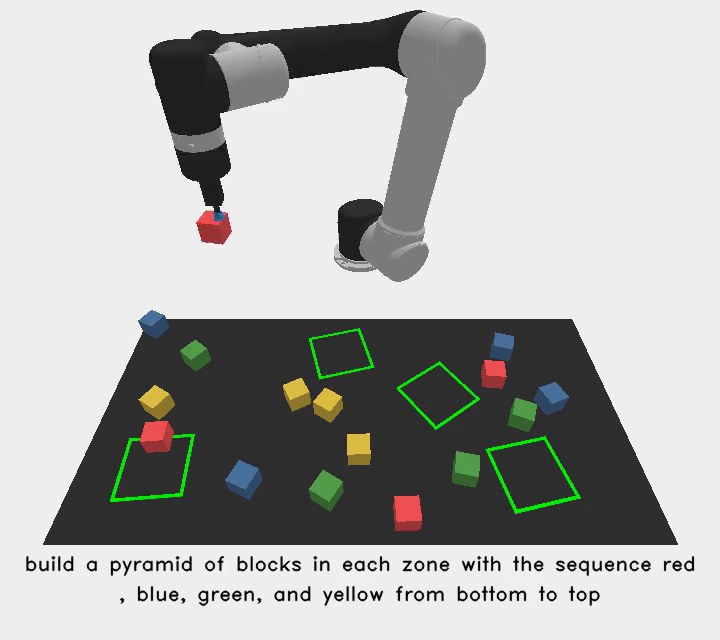 build a pyramid of blocks in each zone with the sequence red
, blue, green, and yellow from bottom to top